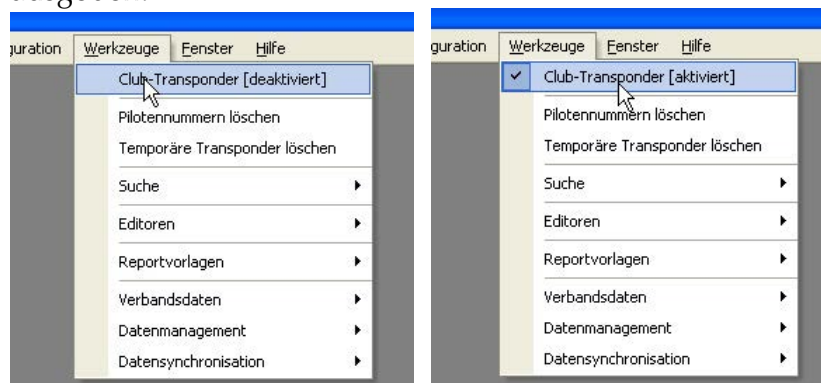 guration Werkzeuge Fenster Hilfe
Club-Transponder [deaktiviert]
Pilotennummern löschen
Temporäre Transponder löschen
Suche
Editoren
Reportvorlagen
Verbandsdaten
Datenmanagement
Datensynchronisation
guration Werkzeuge Fenster Hilfe
Club-Transponder [aktiviert]
Pilotennummern löschen
Temporäre Transponder löschen
Suche
Editoren
Reportvorlagen
Verbandsdaten
Datenmanagement
Datensynchronisation